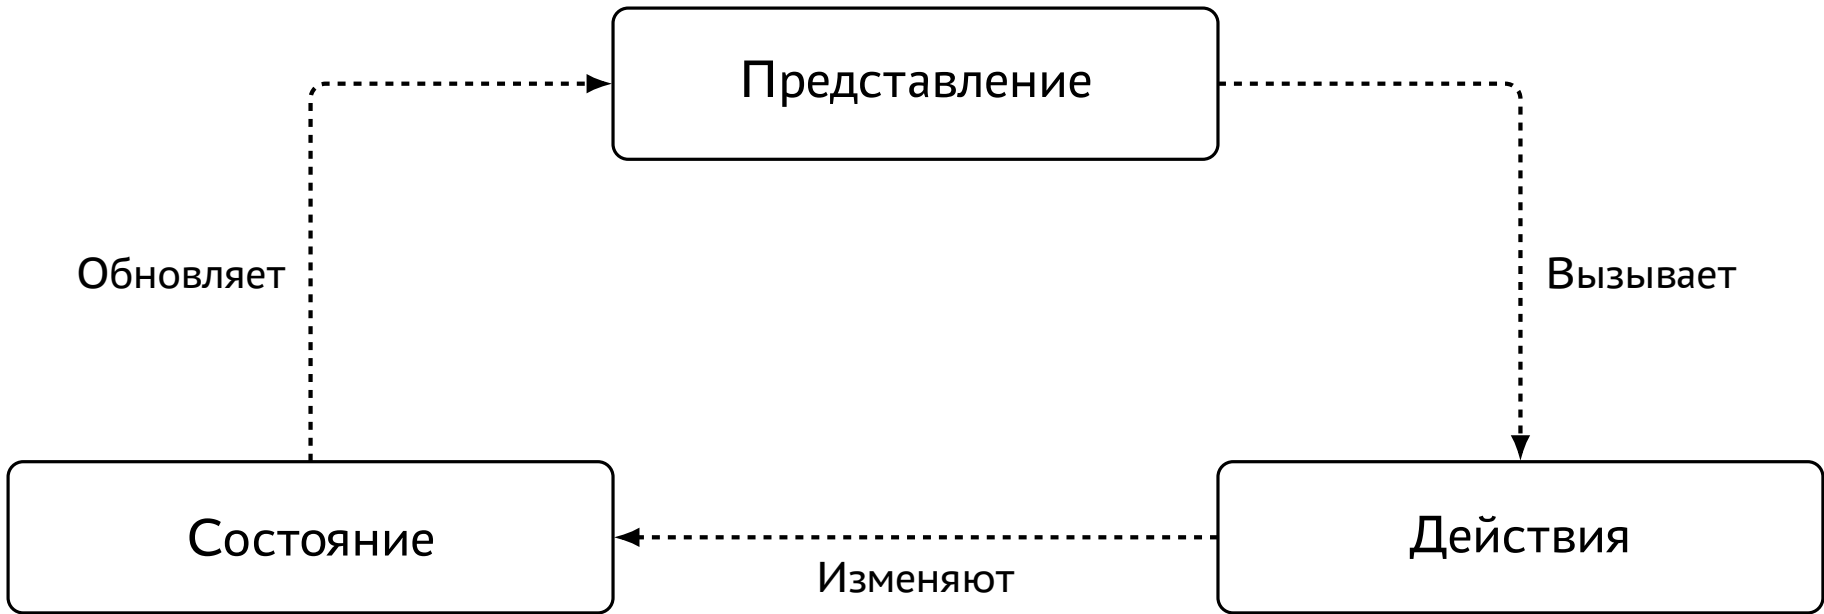 Представление
Обновляет
Вызывает
Состояние
Действия
Изменяют